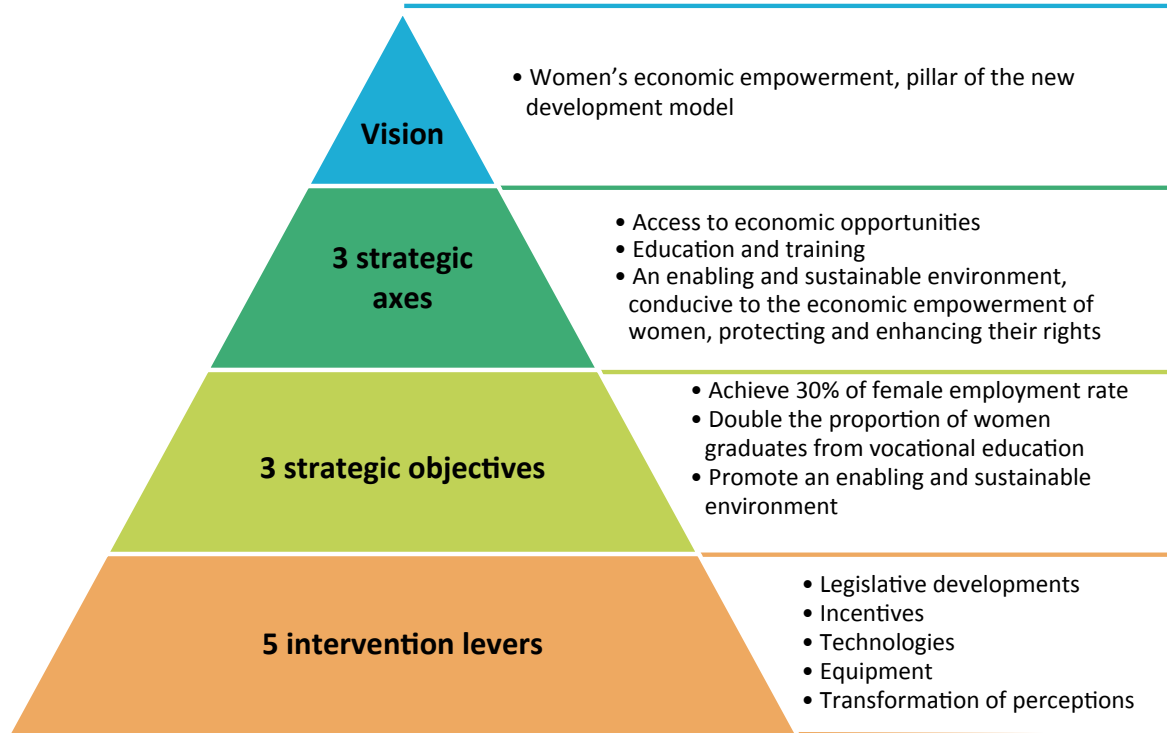 Vision
• Women’s economic empowerment, pillar of the new
development model
3 strategic
axes
• Access to economic opportunities
• Education and training
• An enabling and sustainable environment,
conducive to the economic empowerment of
women, protecting and enhancing their rights
3 strategic objectives
• Achieve 30% of female employment rate
• Double the proportion of women
graduates from vocational education
• Promote an enabling and sustainable
environment
5 intervention levers
• Legislative developments
• Incentives
• Technologies
• Equipment
• Transformation of perceptions